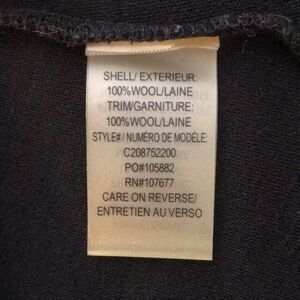 SHELL/ EXTERIEUR:
100%WOOL/LAINE
TRIM/GARNITURE:
100%WOOL/LAINE
STYLE#/ NUMÉRO DE MODÈLE:
C208752200
PO#105882
RN#107677
CARE ON REVERSE/
ENTRETIEN AU VERSO